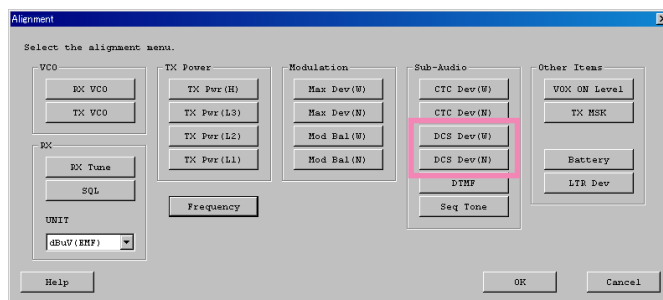 Alignment
Select the alignment menu.
VCO
RX VCO
TX VCO
RX
RX Tune
SQL
UNIT
dBuV(EMF)
TX Power
TX Pwr(H)
TX Pwr(L3)
TX Pwr(L2)
TX Pwr(L1)
Frequency
Modulation
Max Dev(W)
Max Dev(N)
Mod Bal(W)
Mod Bal(N)
Sub-Audio
CTC Dev(W)
CTC Dev(N)
DCS Dev(W)
DCS Dev(N)
DTMF
Seq Tone
Other Items
VOX ON Level
TX MSK
Battery
LTR Dev
Help
OK
Cancel